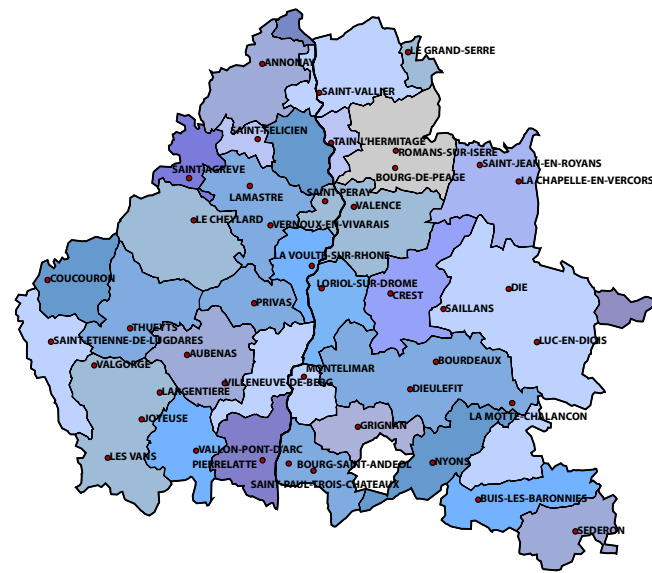 LE GRAND-SERRE
ANNONAY
SAINT-VALLIER
SAINT-FELICIEN
TAIN-L'HERMITAGE
ROMANS-SUR-ISERE
SAINT-JEAN-EN-ROYANS
SAINT-AGREVE
BOURG-DE-PEAGE
LA CHAPELLE-EN-VERCORS
LAMASTRE
SAINT-PERAY
VALENCE
LE CHEYLARD
VERNOUX-EN-VIVARAIS
LA VOULTE-SUR-RHONE
COUCOURON
LORIOL-SUR-DROME
DIE
CREST
PRIVAS
SAILLANS
THUEYTS
SAINT-ETIENNE-DE-LUGDARES
LUC-EN-DIOIS
AUBENAS
BOURDEAUX
VALGORGE
MONTELIMAR
VILLENEUVE-DE-BERG
DIEULEFIT
LARGENTIERE
LA MOTTE-CHALANCON
JOYEUSE
GRIGNAN
VALLON-PONT-D'ARC
LES VANS
PIERRELATTE
BOURG-SAINT-ANDEOL
NYONS
SAINT-PAUL-TROIS-CHATEAUX
BUIS-LES-BARONNIES
SEDERON